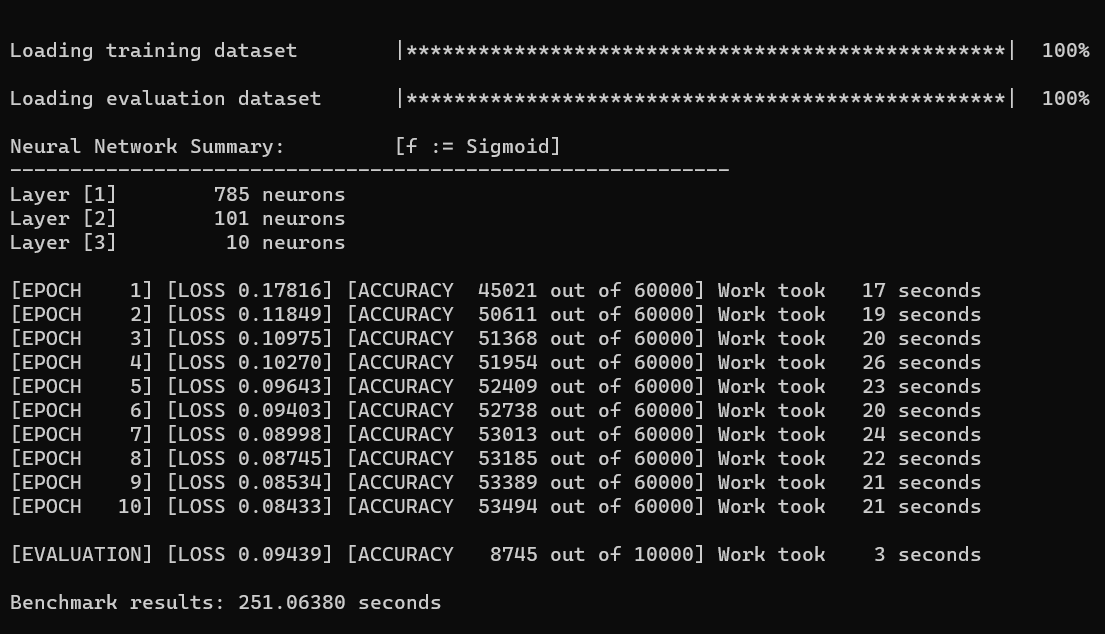 Loading training dataset        |**************************************************|  100%
Loading evaluation dataset      |**************************************************|  100%
Neural Network Summary:         [f := Sigmoid]
------------------------------------------------------------
Layer [1]        785 neurons
Layer [2]        101 neurons
Layer [3]         10 neurons
[EPOCH    1] [LOSS 0.17816] [ACCURACY  45021 out of 60000] Work took   17 seconds
[EPOCH    2] [LOSS 0.11849] [ACCURACY  50611 out of 60000] Work took   19 seconds
[EPOCH    3] [LOSS 0.10975] [ACCURACY  51368 out of 60000] Work took   20 seconds
[EPOCH    4] [LOSS 0.10270] [ACCURACY  51954 out of 60000] Work took   26 seconds
[EPOCH    5] [LOSS 0.09643] [ACCURACY  52409 out of 60000] Work took   23 seconds
[EPOCH    6] [LOSS 0.09403] [ACCURACY  52738 out of 60000] Work took   20 seconds
[EPOCH    7] [LOSS 0.08998] [ACCURACY  53013 out of 60000] Work took   24 seconds
[EPOCH    8] [LOSS 0.08745] [ACCURACY  53185 out of 60000] Work took   22 seconds
[EPOCH    9] [LOSS 0.08534] [ACCURACY  53389 out of 60000] Work took   21 seconds
[EPOCH   10] [LOSS 0.08433] [ACCURACY  53494 out of 60000] Work took   21 seconds
[EVALUATION] [LOSS 0.09439] [ACCURACY   8745 out of 10000] Work took    3 seconds
Benchmark results: 251.06380 seconds